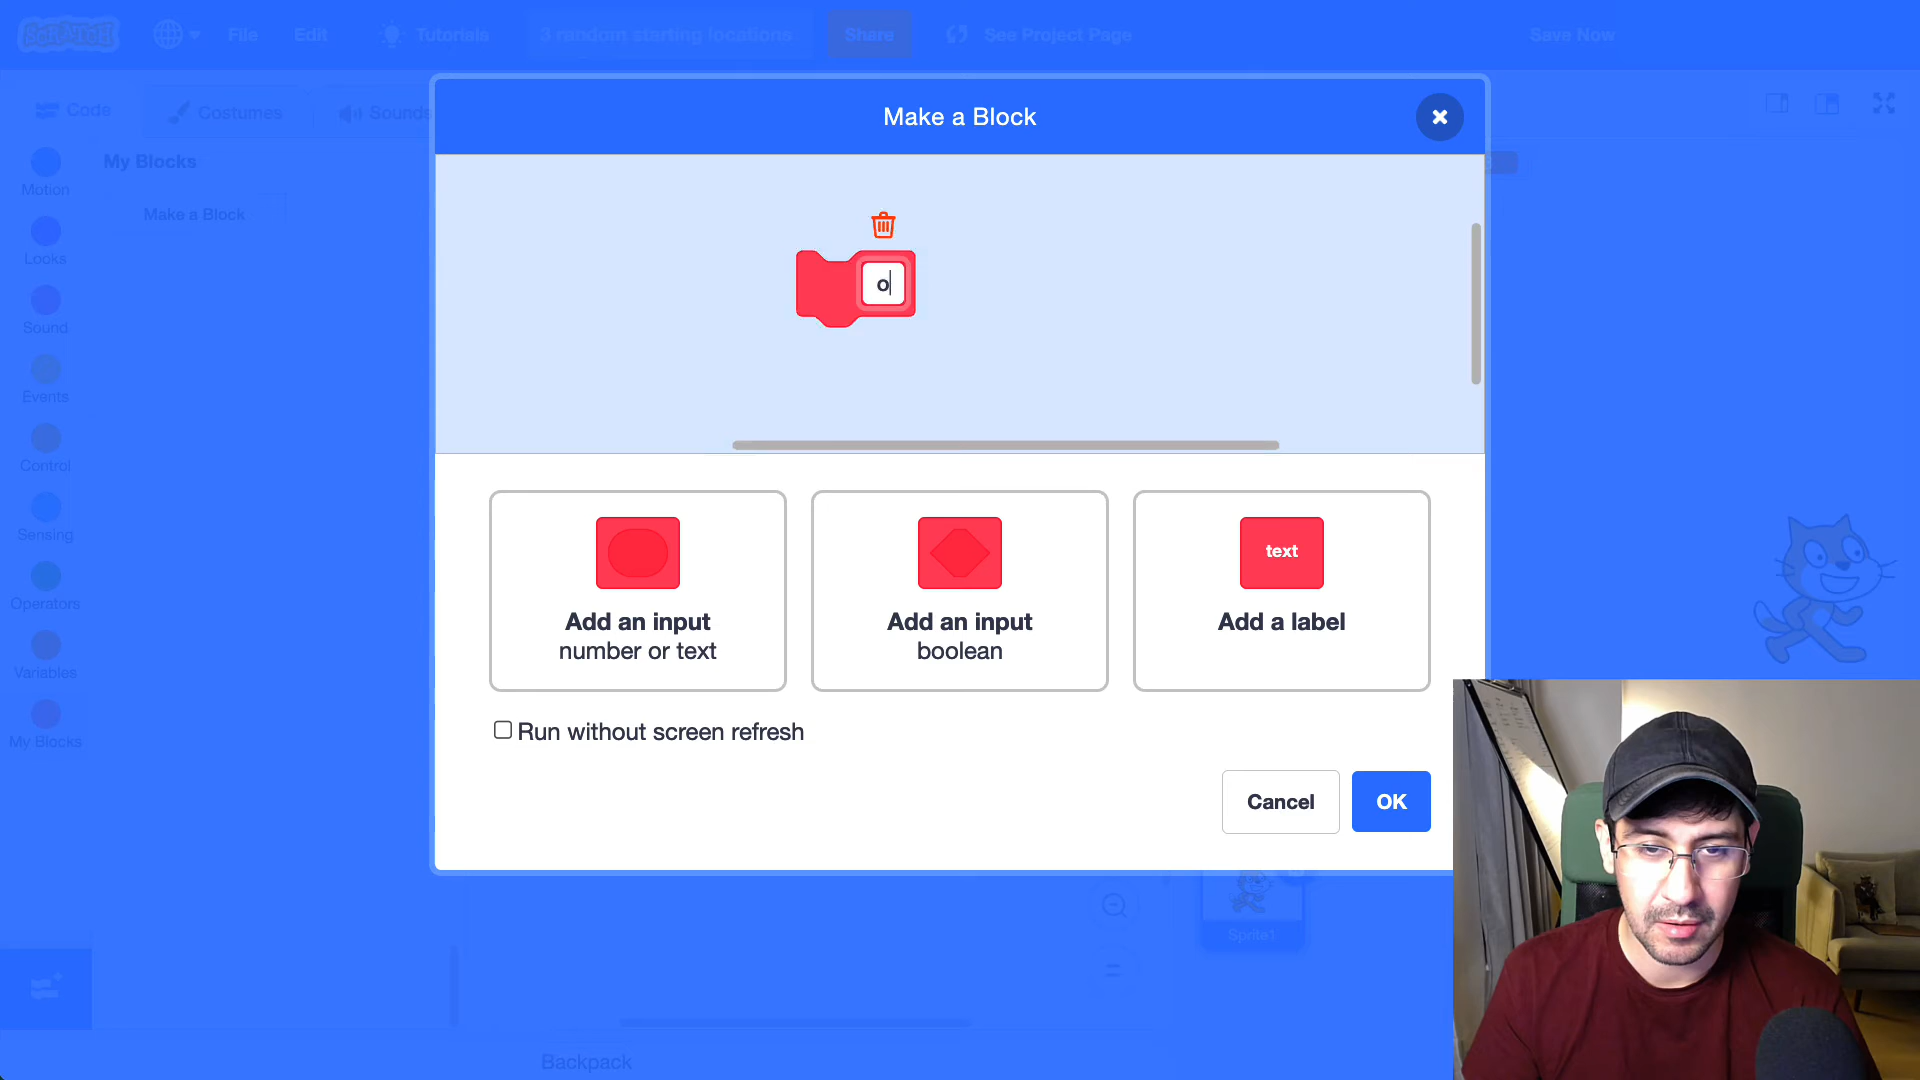 SCRATCH
File
Edit
Tutorials
3 random starting locations
Share
See Project Page
Save Now
Code
Costumes
Sounds
Make a Block
My Blocks
Make a Block
Motion
Looks
Sound
Events
Control
Sensing
Operators
Variables
My Blocks
o
text
Add an input
number or text
Add an input
boolean
Add a label
Run without screen refresh
Cancel
OK
Sprite1
Backpack